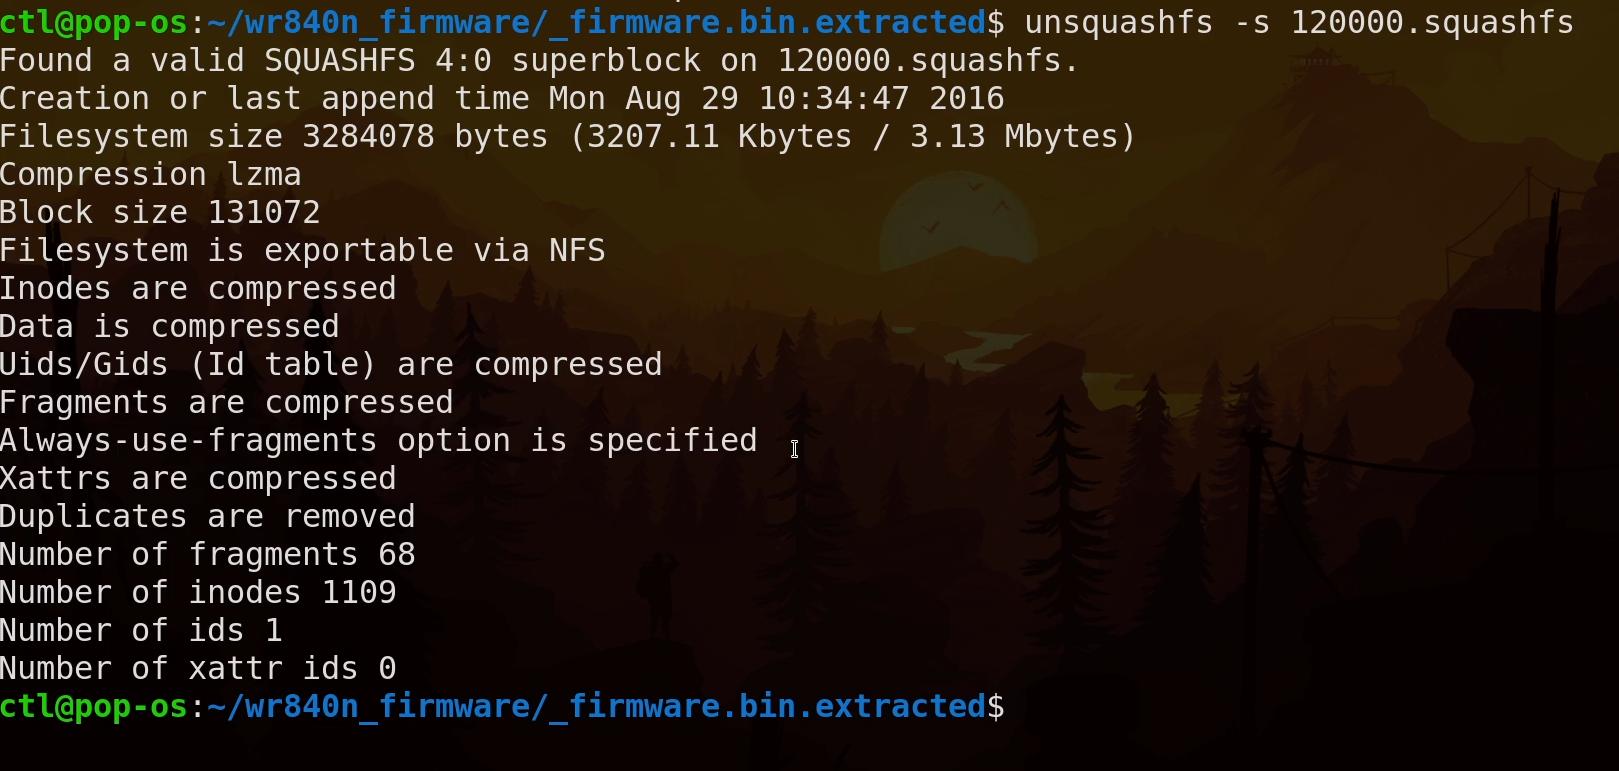 ctl@pop-os:~/wr840n_firmware/_firmware.bin.extracted$ unsquashfs -s 120000.squashfs
Found a valid SQUASHFS 4:0 superblock on 120000.squashfs.
Creation or last append time Mon Aug 29 10:34:47 2016
Filesystem size 3284078 bytes (3207.11 Kbytes / 3.13 Mbytes)
Compression lzma
Block size 131072
Filesystem is exportable via NFS
Inodes are compressed
Data is compressed
Uids/Gids (Id table) are compressed
Fragments are compressed
Always-use-fragments option is specified
Xattrs are compressed
Duplicates are removed
Number of fragments 68
Number of inodes 1109
Number of ids 1
Number of xattr ids 0
ctl@pop-os:~/wr840n_firmware/_firmware.bin.extracted$